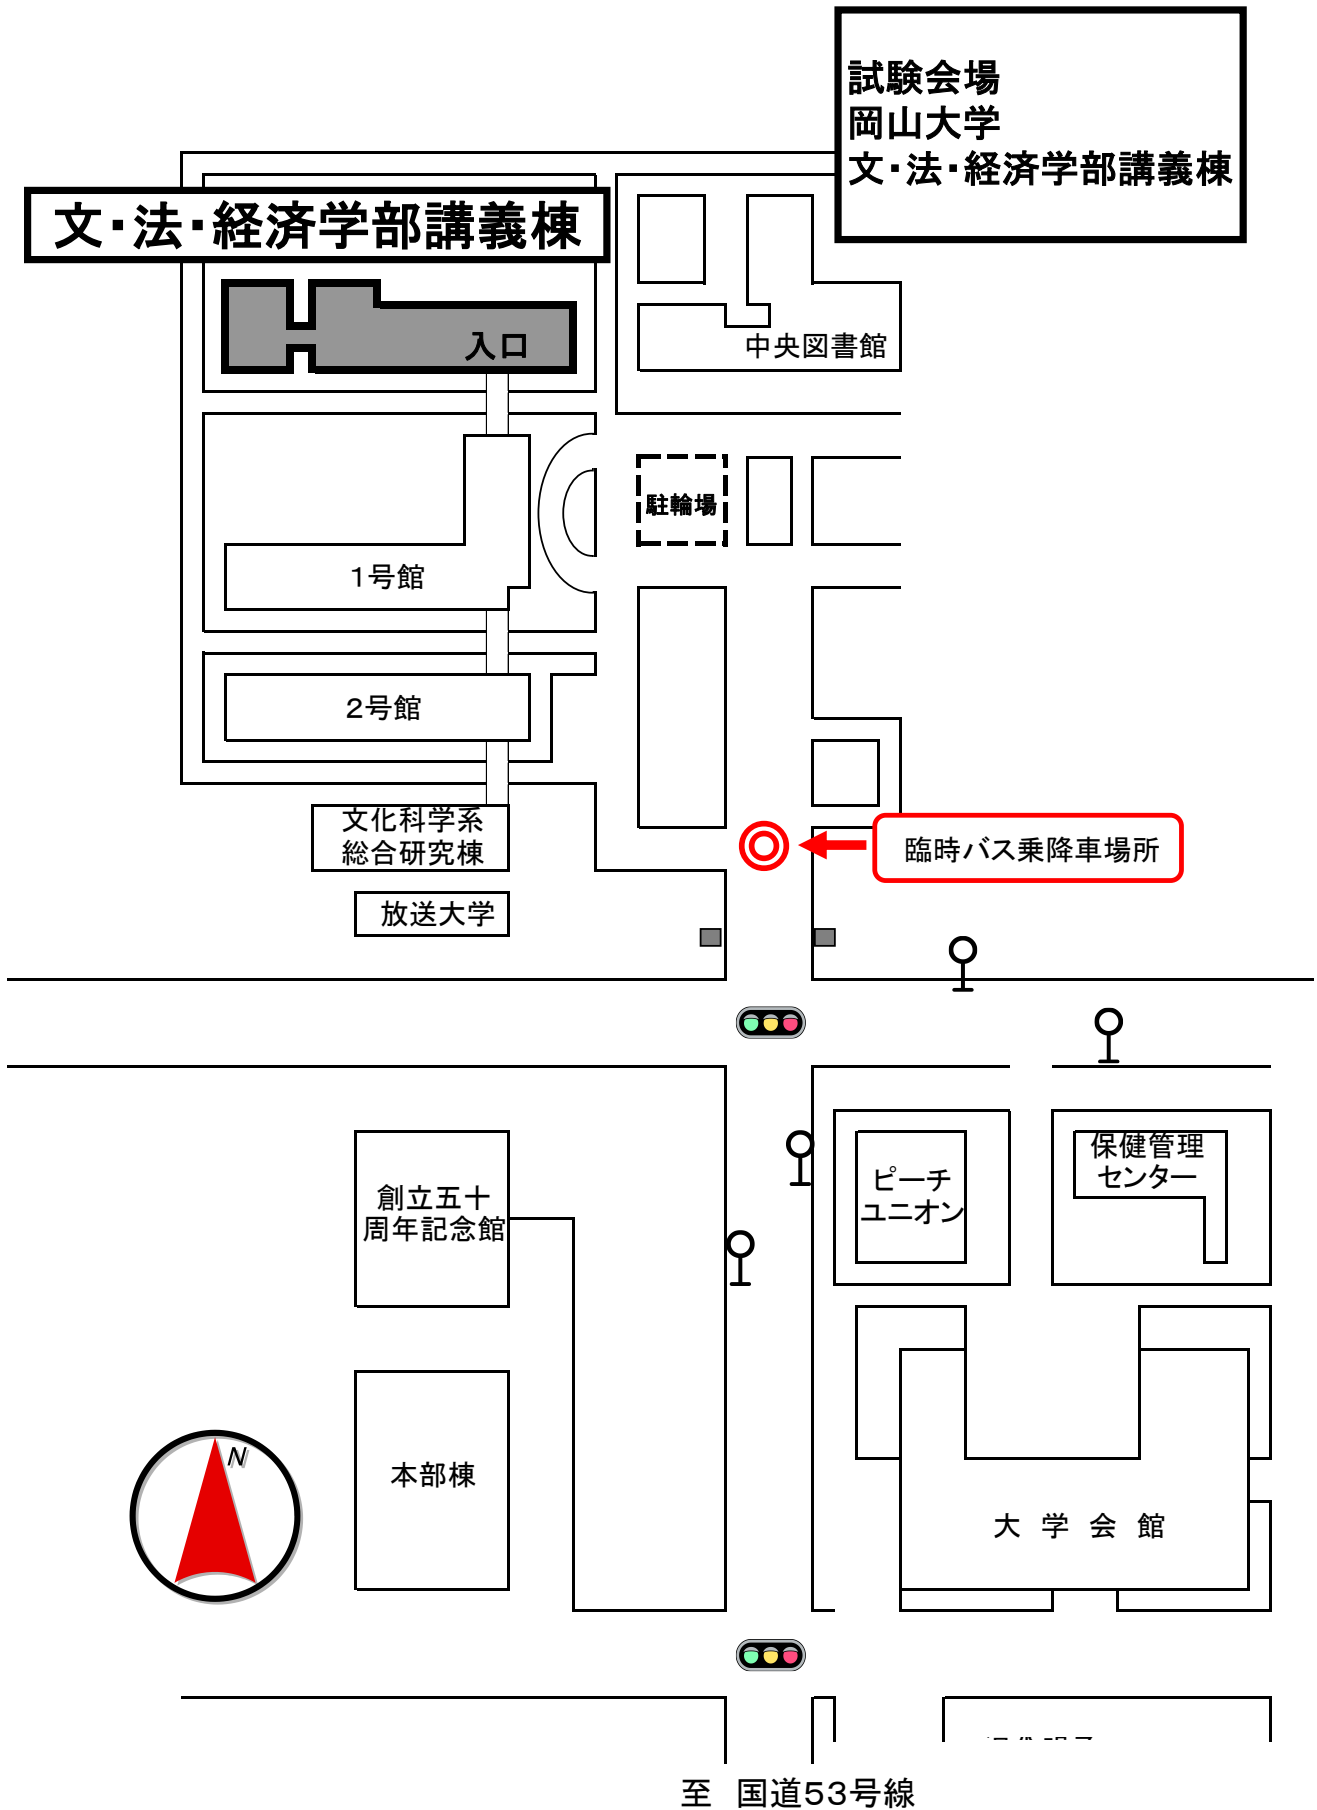 試験会場
岡山大学
文・法・経済学部講義棟
文・法・経済学部講義棟
入口
中央図書館
駐輪場
1号館
2号館
文化科学系
総合研究棟
臨時バス乗降車場所
放送大学
創立五十
周年記念館
ピーチ
ユニオン
保健管理
センター
N
本部棟
大 学 会 館
至 国道53号線